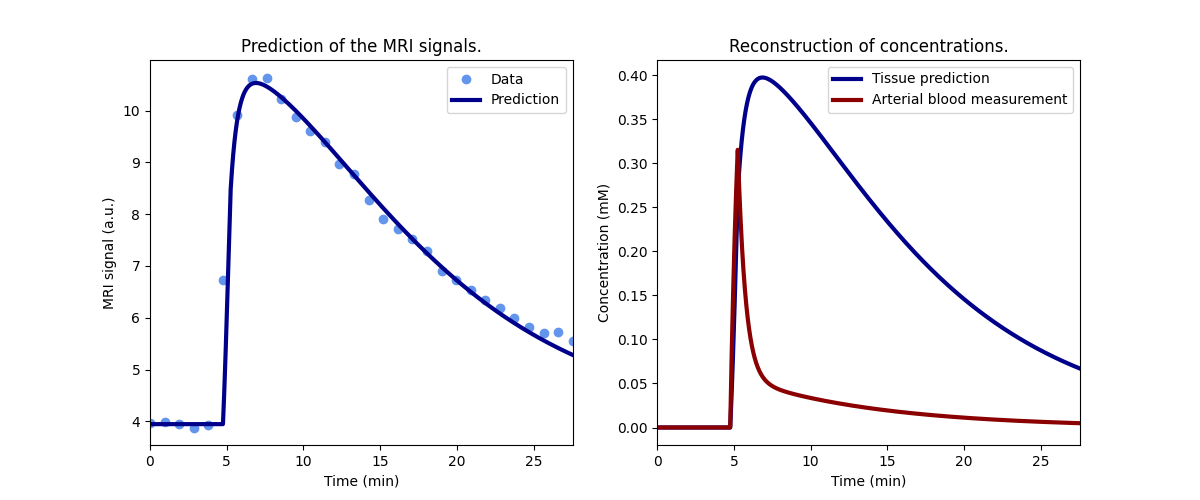 Prediction of the MRI signals.
Data
Prediction
10
9
8
7
6
5
4
MRI signal (a.u.)
0
5
10
15
20
25
Time (min)
Reconstruction of concentrations.
Tissue prediction
Arterial blood measurement
0.40
0.35
0.30
0.25
0.20
0.15
0.10
0.05
0.00
Concentration (mM)
0
5
10
15
20
25
Time (min)